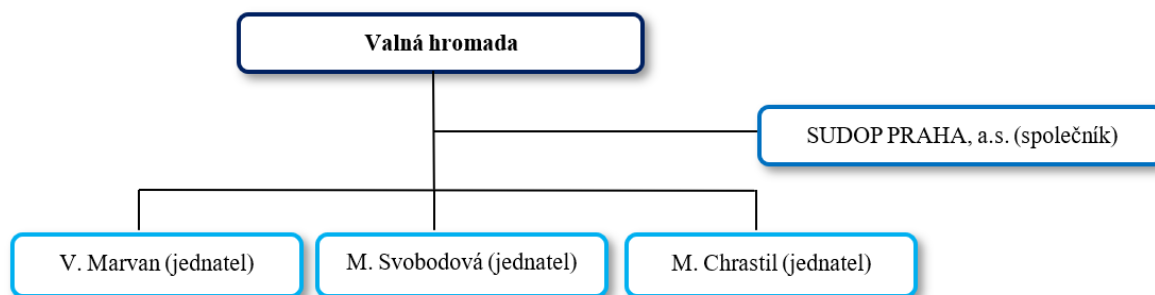 Valná hromada
SUDOP PRAHA, a.s. (společník)
V. Marvan (jednatel)
M. Svobodová (jednatel)
M. Chrastil (jednatel)